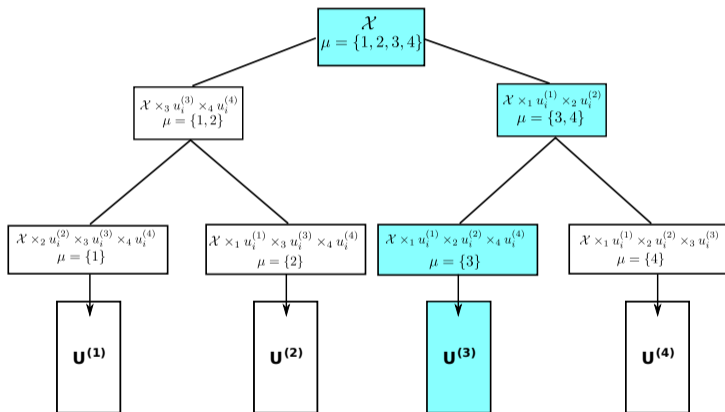 𝒳
μ = {1, 2, 3, 4}
𝒳 ×₃ u_i^(3) ×₄ u_i^(4)
μ = {1, 2}
𝒳 ×₁ u_i^(1) ×₂ u_i^(2)
μ = {3, 4}
𝒳 ×₂ u_i^(2) ×₃ u_i^(3) ×₄ u_i^(4)
μ = {1}
𝒳 ×₁ u_i^(1) ×₃ u_i^(3) ×₄ u_i^(4)
μ = {2}
𝒳 ×₁ u_i^(1) ×₂ u_i^(2) ×₄ u_i^(4)
μ = {3}
𝒳 ×₁ u_i^(1) ×₂ u_i^(2) ×₃ u_i^(3)
μ = {4}
U^(1)
U^(2)
U^(3)
U^(4)